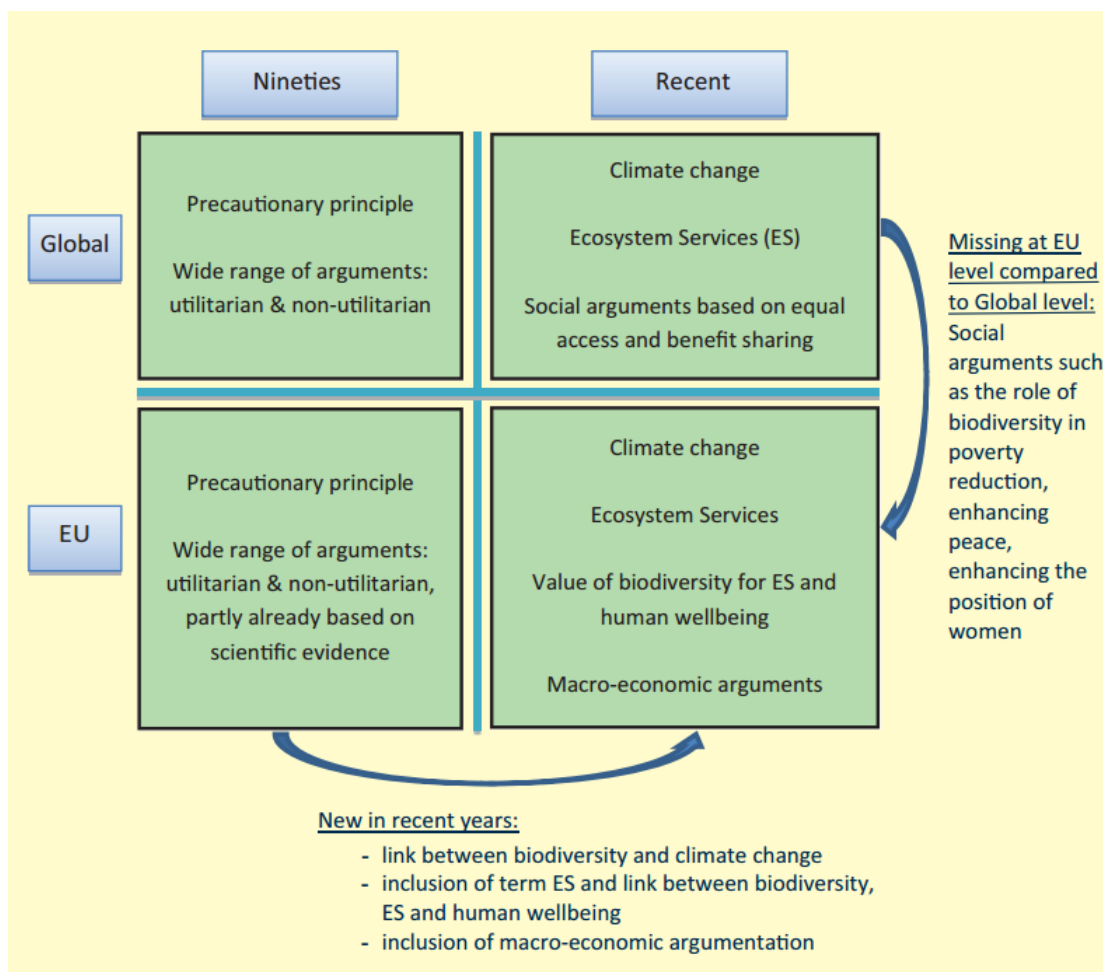 Nineties
Recent
Global
Precautionary principle
Wide range of arguments:
utilitarian & non-utilitarian
Climate change
Ecosystem Services (ES)
Social arguments based on equal
access and benefit sharing
Missing at EU
level compared
to Global level:
Social
arguments such
as the role of
biodiversity in
poverty
reduction,
enhancing
peace,
enhancing the
position of
women
EU
Precautionary principle
Wide range of arguments:
utilitarian & non-utilitarian,
partly already based on
scientific evidence
Climate change
Ecosystem Services
Value of biodiversity for ES and
human wellbeing
Macro-economic arguments
New in recent years:
- link between biodiversity and climate change
- inclusion of term ES and link between biodiversity,
ES and human wellbeing
- inclusion of macro-economic argumentation